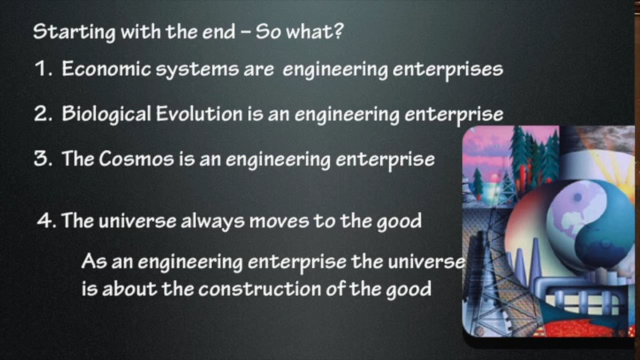 Starting with the end – So what?
1. Economic systems are engineering enterprises
2. Biological Evolution is an engineering enterprise
3. The Cosmos is an engineering enterprise
4. The universe always moves to the good
As an engineering enterprise the universe
is about the construction of the good